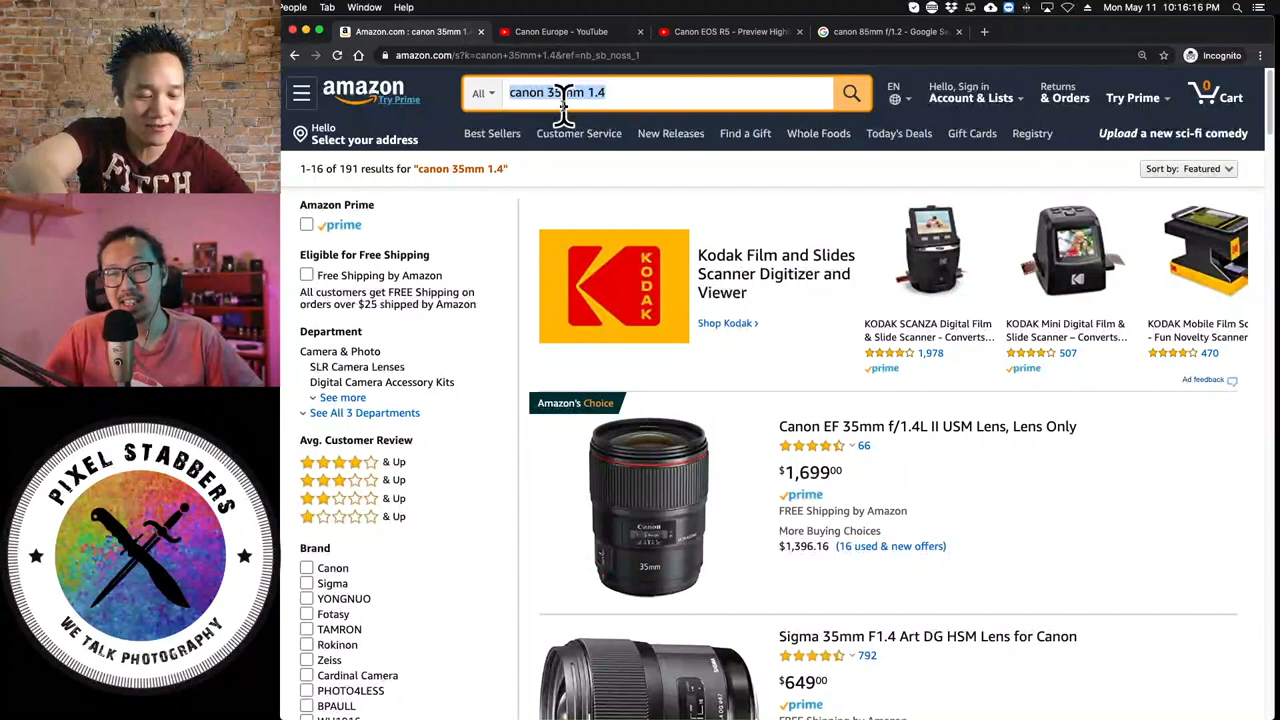 People Tab Window Help
Mon May 11 10:16:16 PM
Amazon.com : canon 35mm 1.
Canon Europe - YouTube
Canon EOS R5 - Preview High
canon 85mm f/1.2 - Google Se
amazon.com/s?k=canon+35mm+1.4&ref=nb_sb_noss_1
Incognito
amazon
Try Prime
All
canon 35mm 1.4
EN
Hello, Sign in
Account & Lists
Returns
& Orders
Try Prime
0
Cart
Hello
Select your address
Best Sellers
Customer Service
New Releases
Find a Gift
Whole Foods
Today's Deals
Gift Cards
Registry
Upload a new sci-fi comedy
1-16 of 191 results for "canon 35mm 1.4"
Sort by: Featured
Amazon Prime
prime
Eligible for Free Shipping
Free Shipping by Amazon
All customers get FREE Shipping on
orders over $25 shipped by Amazon
Department
Camera & Photo
SLR Camera Lenses
Digital Camera Accessory Kits
See more
See All 3 Departments
Avg. Customer Review
& Up
& Up
& Up
& Up
Brand
Canon
Sigma
YONGNUO
Fotasy
TAMRON
Rokinon
Zeiss
Cardinal Camera
PHOTO4LESS
BPAULL
KODAK
Kodak Film and Slides
Scanner Digitizer and
Viewer
Shop Kodak ›
KODAK SCANZA Digital Film
& Slide Scanner - Converts...
1,978
prime
KODAK Mini Digital Film &
Slide Scanner – Converts...
507
prime
KODAK Mobile Film Sc
- Fun Novelty Scanner
470
prime
Ad feedback
Amazon's Choice
Canon
35mm
Canon EF 35mm f/1.4L II USM Lens, Lens Only
66
$1,69900
prime
FREE Shipping by Amazon
More Buying Choices
$1,396.16 (16 used & new offers)
Sigma 35mm F1.4 Art DG HSM Lens for Canon
792
$64900
prime
FITCH
PIXEL STABBERS
WE TALK PHOTOGRAPHY